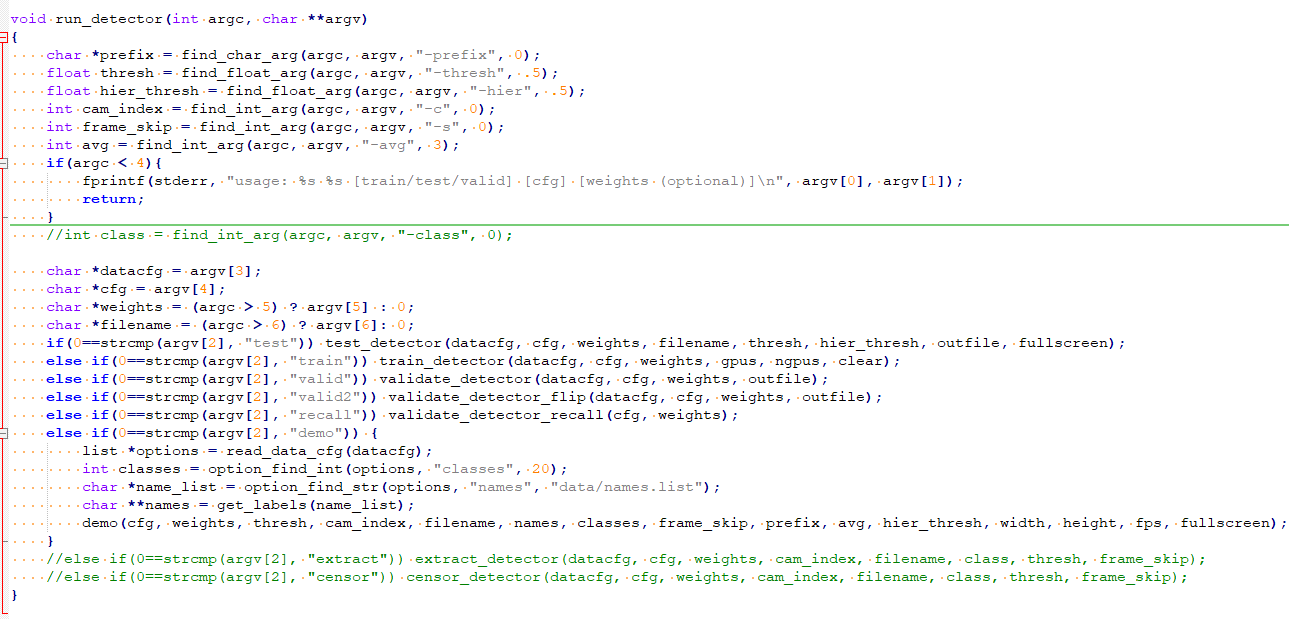 void run_detector(int argc, char **argv)
{
    char *prefix = find_char_arg(argc, argv, "-prefix", 0);
    float thresh = find_float_arg(argc, argv, "-thresh", .5);
    float hier_thresh = find_float_arg(argc, argv, "-hier", .5);
    int cam_index = find_int_arg(argc, argv, "-c", 0);
    int frame_skip = find_int_arg(argc, argv, "-s", 0);
    int avg = find_int_arg(argc, argv, "-avg", 3);
    if(argc < 4){
        fprintf(stderr, "usage: %s %s [train/test/valid] [cfg] [weights (optional)]\n", argv[0], argv[1]);
        return;
    }
    //int class = find_int_arg(argc, argv, "-class", 0);

    char *datacfg = argv[3];
    char *cfg = argv[4];
    char *weights = (argc > 5) ? argv[5] : 0;
    char *filename = (argc > 6) ? argv[6]: 0;
    if(0==strcmp(argv[2], "test")) test_detector(datacfg, cfg, weights, filename, thresh, hier_thresh, outfile, fullscreen);
    else if(0==strcmp(argv[2], "train")) train_detector(datacfg, cfg, weights, gpus, ngpus, clear);
    else if(0==strcmp(argv[2], "valid")) validate_detector(datacfg, cfg, weights, outfile);
    else if(0==strcmp(argv[2], "valid2")) validate_detector_flip(datacfg, cfg, weights, outfile);
    else if(0==strcmp(argv[2], "recall")) validate_detector_recall(cfg, weights);
    else if(0==strcmp(argv[2], "demo")) {
        list *options = read_data_cfg(datacfg);
        int classes = option_find_int(options, "classes", 20);
        char *name_list = option_find_str(options, "names", "data/names.list");
        char **names = get_labels(name_list);
        demo(cfg, weights, thresh, cam_index, filename, names, classes, frame_skip, prefix, avg, hier_thresh, width, height, fps, fullscreen);
    }
    //else if(0==strcmp(argv[2], "extract")) extract_detector(datacfg, cfg, weights, cam_index, filename, class, thresh, frame_skip);
    //else if(0==strcmp(argv[2], "censor")) censor_detector(datacfg, cfg, weights, cam_index, filename, class, thresh, frame_skip);
}